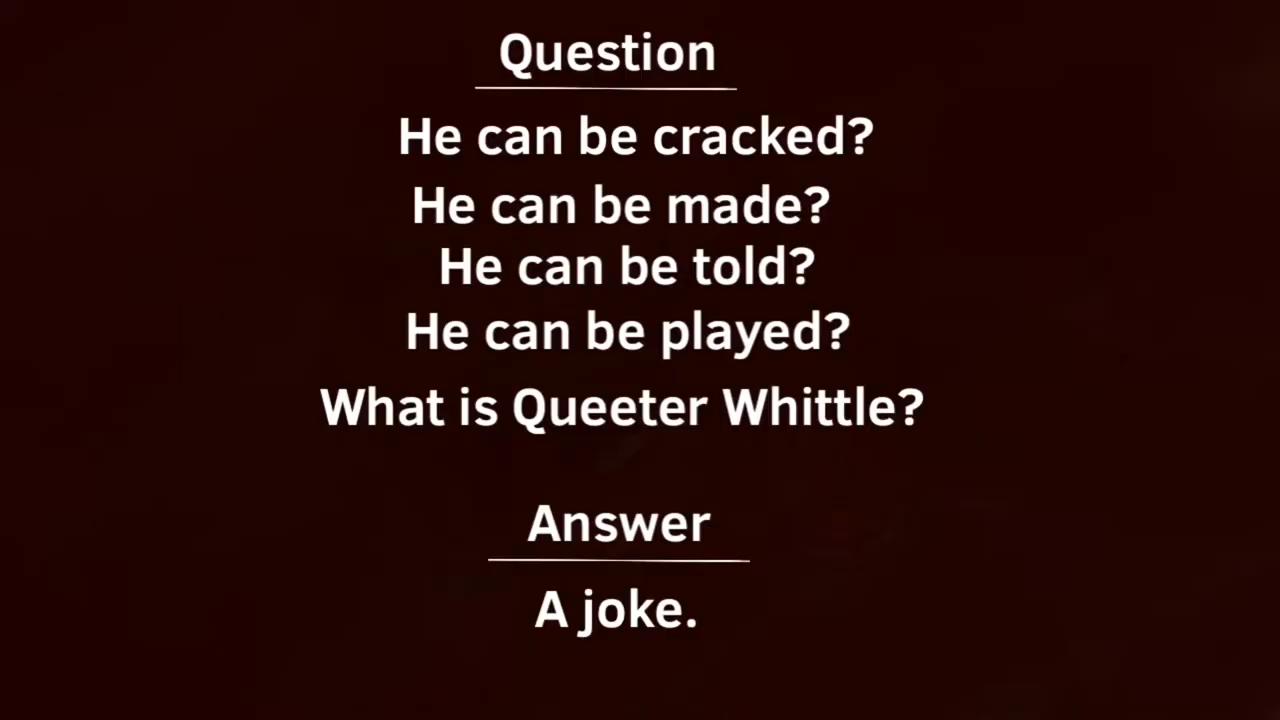 Question
He can be cracked?
He can be made?
He can be told?
He can be played?
What is Queeter Whittle?
Answer
A joke.